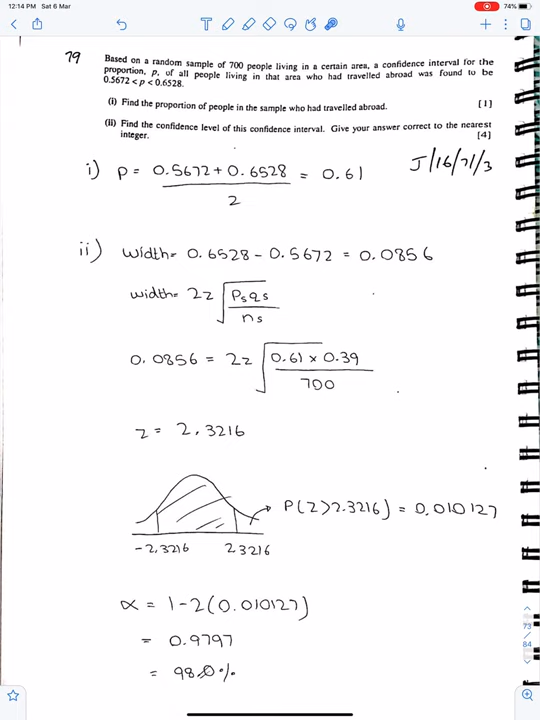 12:14 PM Sat 6 Mar
74%
79
Based on a random sample of 700 people living in a certain area, a confidence interval for the
proportion, p, of all people living in that area who had travelled abroad was found to be
0.5672 < p < 0.6528.
(i) Find the proportion of people in the sample who had travelled abroad. [1]
(ii) Find the confidence level of this confidence interval. Give your answer correct to the nearest
integer. [4]
J/16/71/3
i) P = 0.5672 + 0.6528 / 2 = 0.61
ii) width = 0.6528 - 0.5672 = 0.0856
width = 2z √(Psqs / ns)
0.0856 = 2z √(0.61 x 0.39 / 700)
z = 2.3216
P(Z>2.3216) = 0.010127
-2.3216 2.3216
α = 1-2(0.010127)
= 0.9797
= 98%
73
/
84